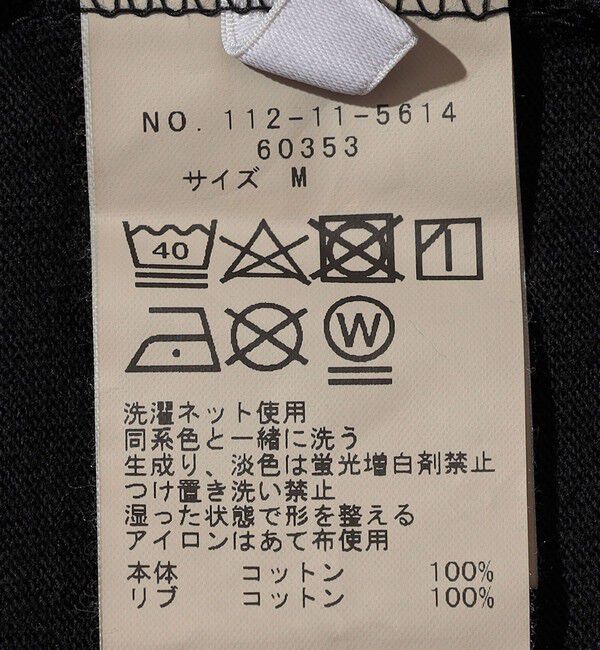 NO. 112-11-5614
60353
サイズ M
40
W
洗濯ネット使用
同系色と一緒に洗う
生成り、淡色は蛍光増白剤禁止
つけ置き洗い禁止
湿った状態で形を整える
アイロンはあて布使用
本体 コットン 100%
リブ コットン 100%